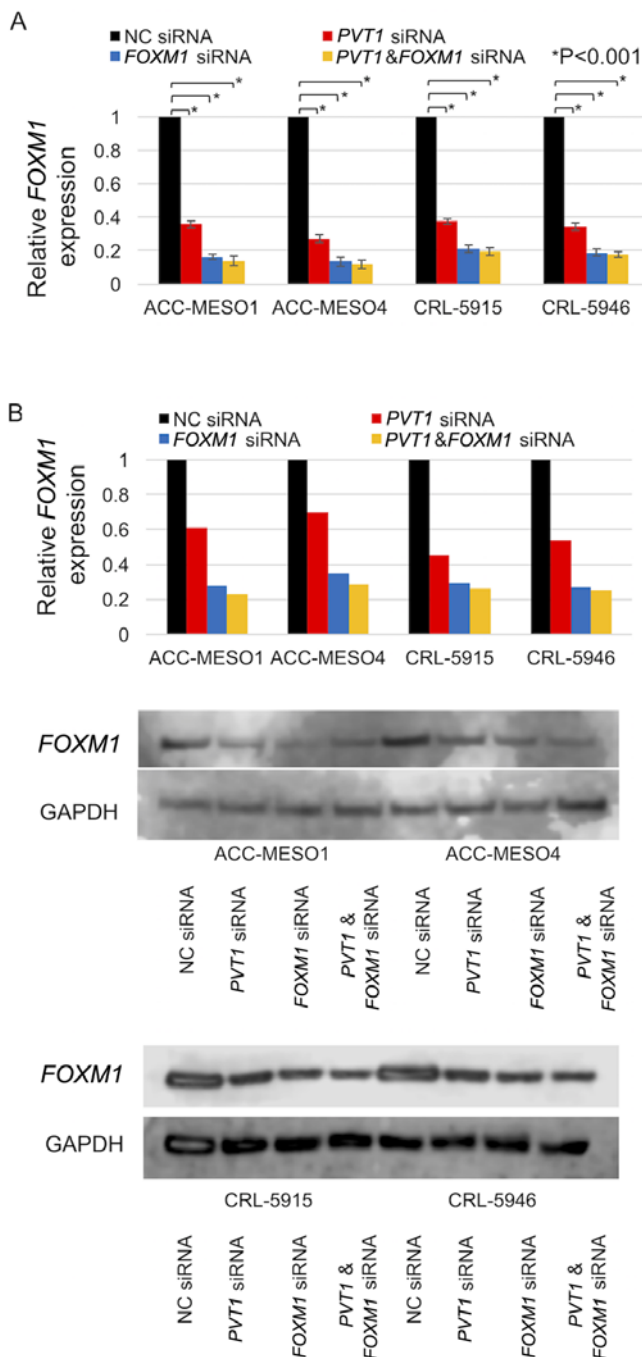 A
NC siRNA PVT1 siRNA
FOXM1 siRNA PVT1&FOXM1 siRNA *P<0.001
* * * *
* * * *
* * * *
Relative FOXM1
expression
1
0.8
0.6
0.4
0.2
0
ACC-MESO1 ACC-MESO4 CRL-5915 CRL-5946
B
NC siRNA PVT1 siRNA
FOXM1 siRNA PVT1&FOXM1 siRNA
Relative FOXM1
expression
1
0.8
0.6
0.4
0.2
0
ACC-MESO1 ACC-MESO4 CRL-5915 CRL-5946
FOXM1
GAPDH
ACC-MESO1 ACC-MESO4
NC siRNA
PVT1 siRNA
FOXM1 siRNA
PVT1 &
FOXM1 siRNA
NC siRNA
PVT1 siRNA
FOXM1 siRNA
PVT1 &
FOXM1 siRNA
FOXM1
GAPDH
CRL-5915 CRL-5946
NC siRNA
PVT1 siRNA
FOXM1 siRNA
PVT1 &
FOXM1 siRNA
NC siRNA
PVT1 siRNA
FOXM1 siRNA
PVT1 &
FOXM1 siRNA